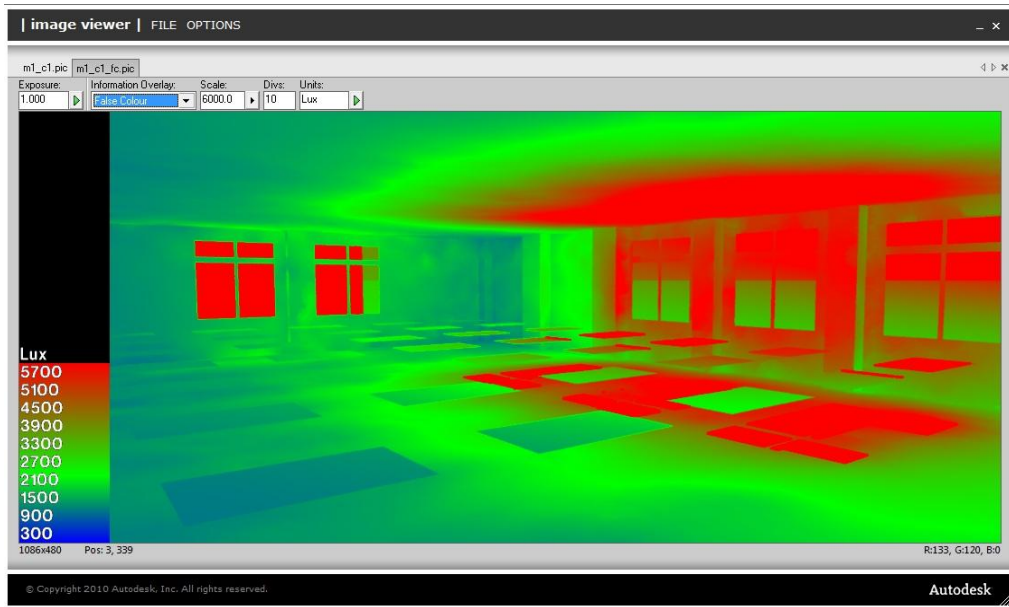 | image viewer | FILE OPTIONS
m1_c1.pic m1_c1_fc.pic
Exposure: Information Overlay: Scale: Divs: Units:
1.000 False Colour 6000.0 10 Lux
Lux
5700
5100
4500
3900
3300
2700
2100
1500
900
300
1086x480 Pos: 3, 339 R:133, G:120, B:0
© Copyright 2010 Autodesk, Inc. All rights reserved. Autodesk